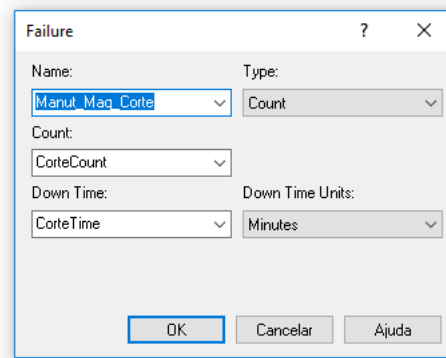 Failure ?
Name: Type:
Manut_Maq_Corte Count
Count:
CorteCount
Down Time: Down Time Units:
CorteTime Minutes
OK Cancelar Ajuda